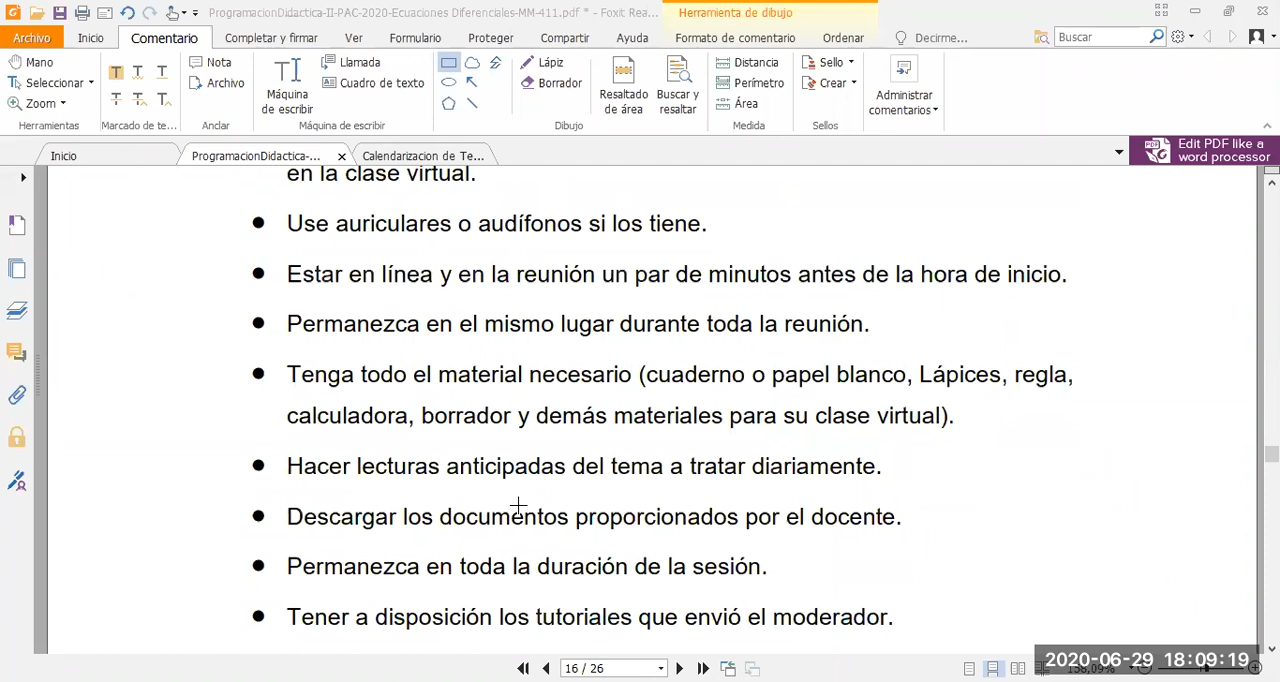 ProgramacionDidactica-II-PAC-2020-Ecuaciones Diferenciales-MM-411.pdf * - Foxit Rea...
Herramienta de dibujo
Archivo
Inicio
Comentario
Completar y firmar
Ver
Formulario
Proteger
Compartir
Ayuda
Formato de comentario
Ordenar
Decirme...
Buscar
Mano
Seleccionar
Zoom
Herramientas
Marcado de te...
Nota
Archivo
Andar
Máquina
de escribir
Llamada
Cuadro de texto
Máquina de escribir
Lápiz
Borrador
Dibujo
Resaltado
de área
Buscar y
resaltar
Distancia
Perímetro
Área
Medida
Sello
Crear
Sellos
Administrar
comentarios
Inicio
ProgramacionDidactica-...
Calendarizacion de Te...
Edit PDF like a
word processor
en la clase virtual.
● Use auriculares o audífonos si los tiene.
● Estar en línea y en la reunión un par de minutos antes de la hora de inicio.
● Permanezca en el mismo lugar durante toda la reunión.
● Tenga todo el material necesario (cuaderno o papel blanco, Lápices, regla,
calculadora, borrador y demás materiales para su clase virtual).
● Hacer lecturas anticipadas del tema a tratar diariamente.
● Descargar los documentos proporcionados por el docente.
● Permanezca en toda la duración de la sesión.
● Tener a disposición los tutoriales que envió el moderador.
16 / 26
158,09%
2020-06-29 18:09:19